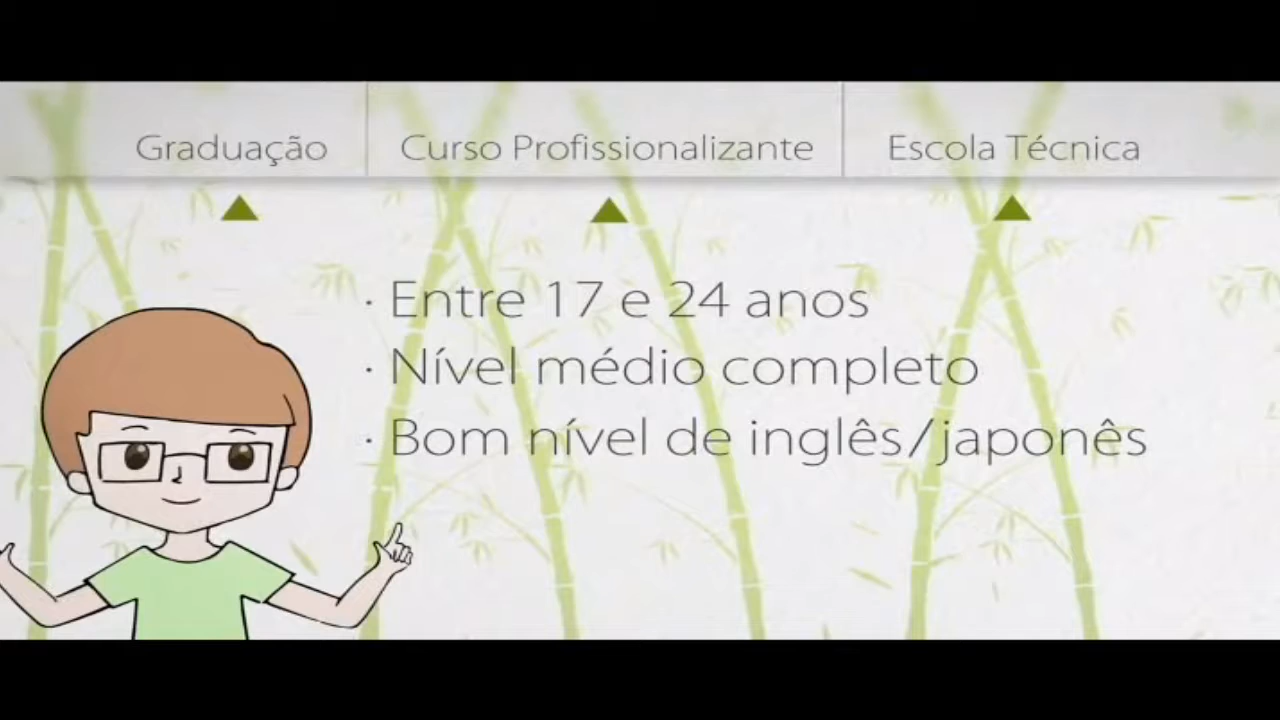 Graduação Curso Profissionalizante Escola Técnica
· Entre 17 e 24 anos
· Nível médio completo
· Bom nível de inglês/japonês